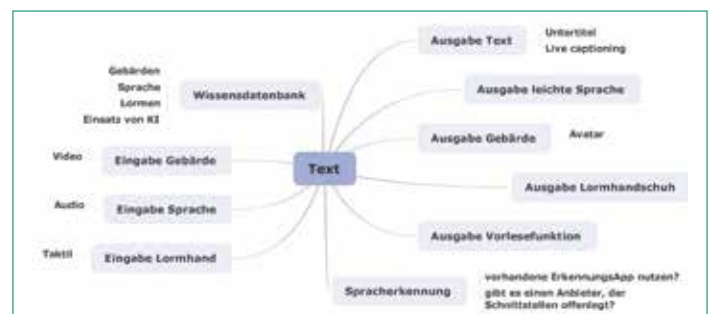 Gebärden
Sprache
Lormen
Einsatz von KI
Wissensdatenbank
Video
Eingabe Gebärde
Audio
Eingabe Sprache
Taktil
Eingabe Lormhand
Text
Ausgabe Text
Untertitel
Live captioning
Ausgabe leichte Sprache
Ausgabe Gebärde
Avatar
Ausgabe Lormhandschuh
Ausgabe Vorlesefunktion
Spracherkennung
vorhandene ErkennungsApp nutzen?
gibt es einen Anbieter, der
Schnittstellen offenlegt?